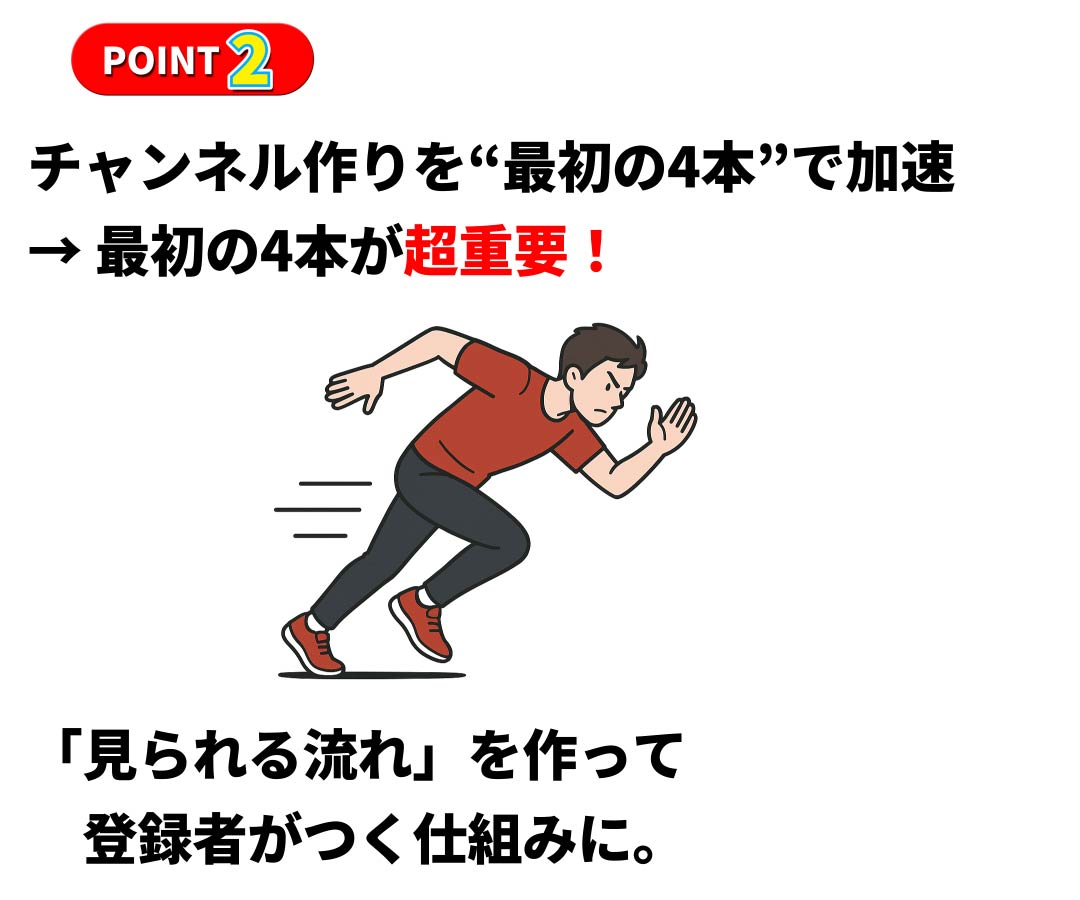 POINT 2
チャンネル作りを“最初の4本”で加速
→ 最初の4本が超重要！
「見られる流れ」を作って
登録者がつく仕組みに。